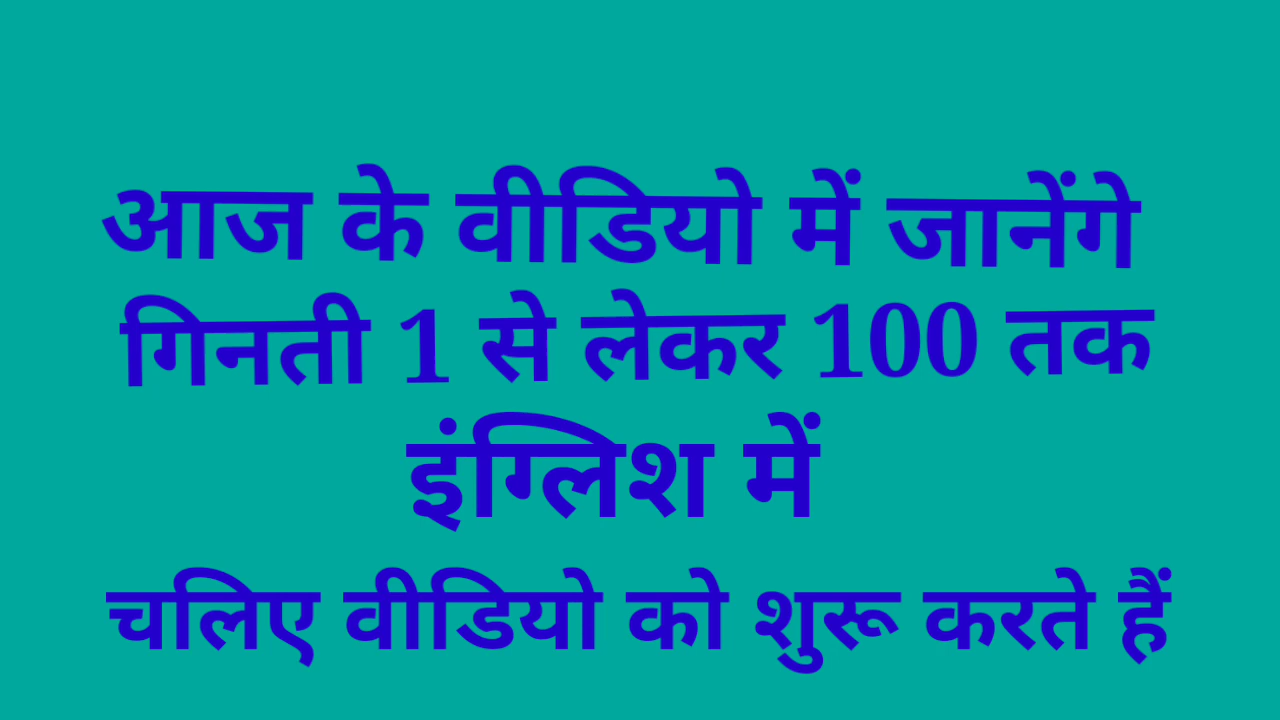 आज के वीडियो में जानेंगे
गिनती 1 से लेकर 100 तक
इंग्लिश में
चलिए वीडियो को शुरू करते हैं